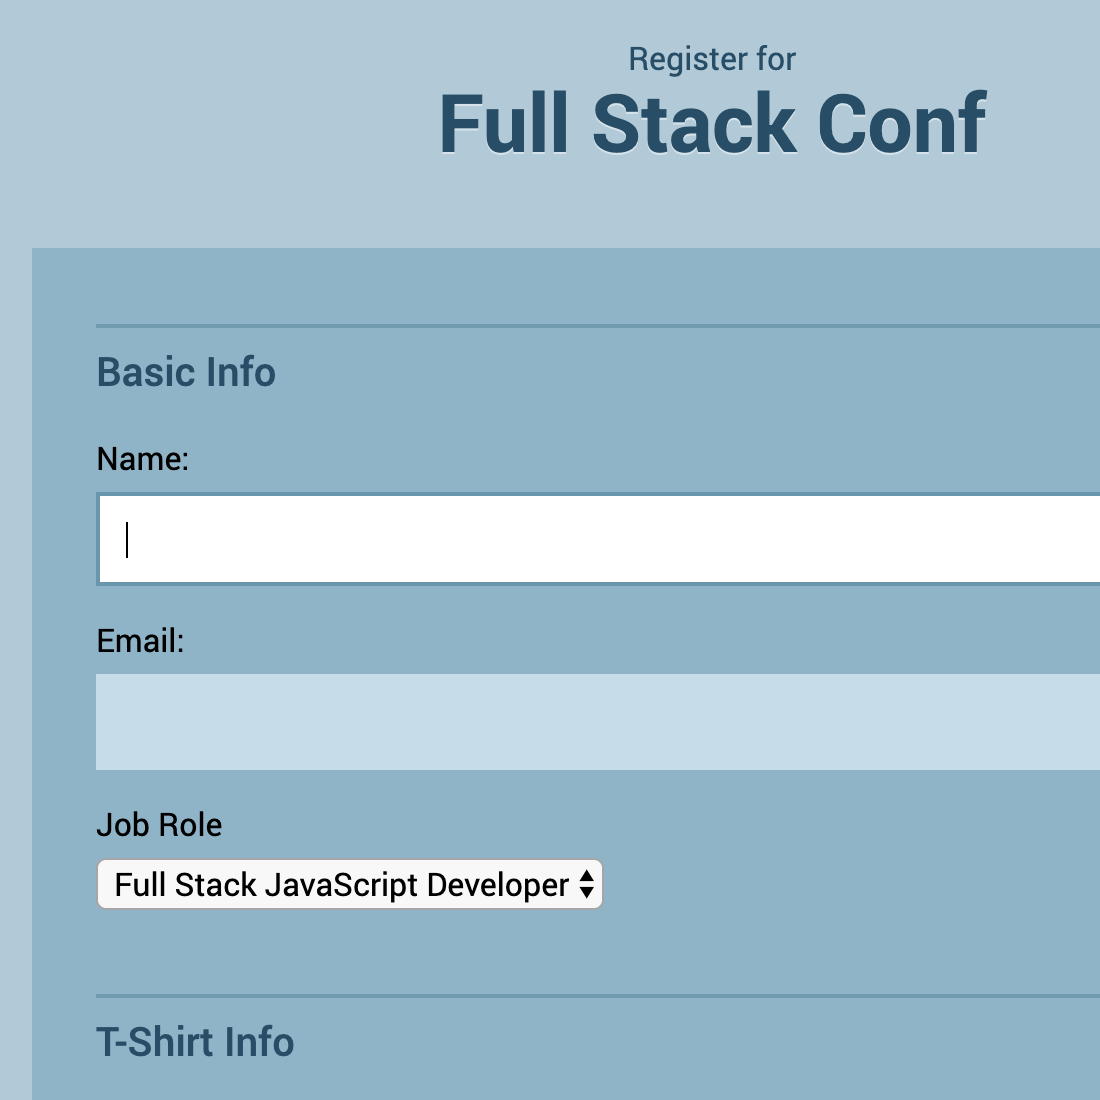 Register for
Full Stack Conf
Basic Info
Name:
Email:
Job Role
Full Stack JavaScript Developer
T-Shirt Info